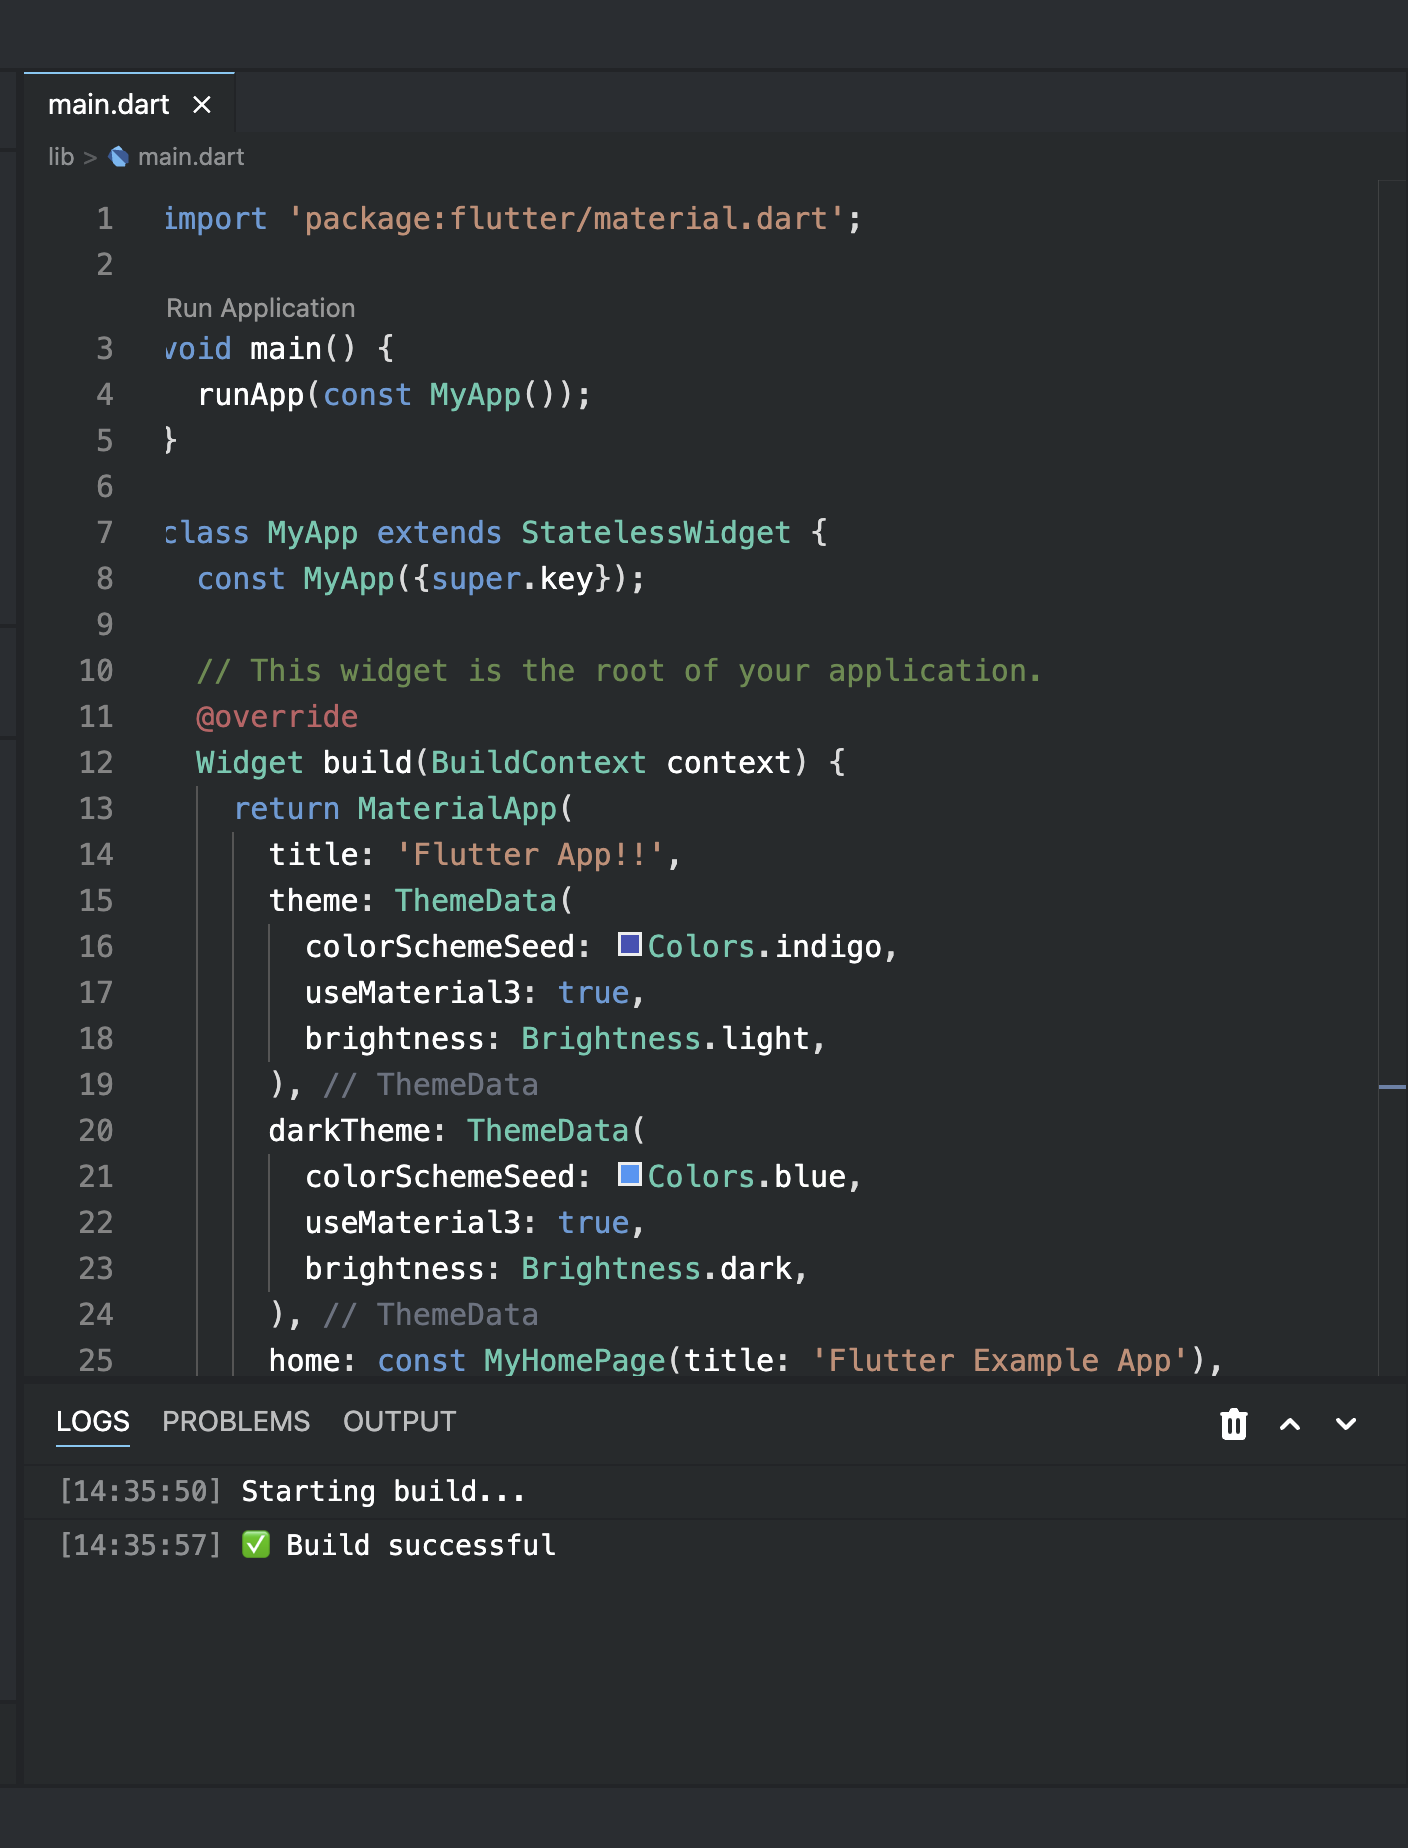 main.dart
lib > main.dart
1 import 'package:flutter/material.dart';
2
Run Application
3 void main() {
4   runApp(const MyApp());
5 }
6
7 class MyApp extends StatelessWidget {
8   const MyApp({super.key});
9
10   // This widget is the root of your application.
11   @override
12   Widget build(BuildContext context) {
13     return MaterialApp(
14       title: 'Flutter App!!',
15       theme: ThemeData(
16         colorSchemeSeed: Colors.indigo,
17         useMaterial3: true,
18         brightness: Brightness.light,
19       ), // ThemeData
20       darkTheme: ThemeData(
21         colorSchemeSeed: Colors.blue,
22         useMaterial3: true,
23         brightness: Brightness.dark,
24       ), // ThemeData
25       home: const MyHomePage(title: 'Flutter Example App'),
LOGS PROBLEMS OUTPUT
[14:35:50] Starting build...
[14:35:57] ✅ Build successful